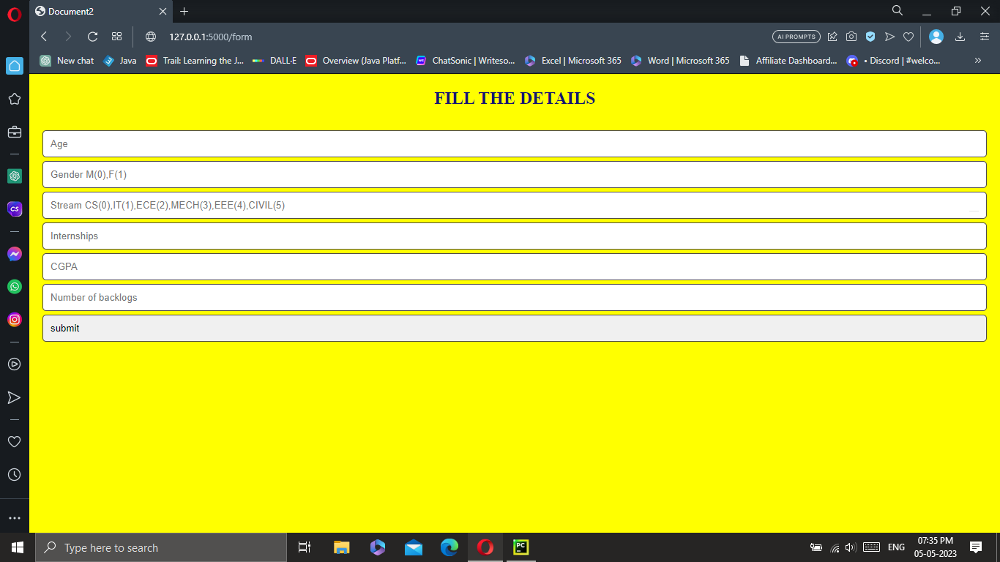 Document2
127.0.0.1:5000/form
AI PROMPTS
New chat
Java
Trail: Learning the J...
DALL·E
Overview (Java Platf...
ChatSonic | Writeso...
Excel | Microsoft 365
Word | Microsoft 365
Affiliate Dashboard...
• Discord | #welco...
FILL THE DETAILS
Age
Gender M(0),F(1)
Stream CS(0),IT(1),ECE(2),MECH(3),EEE(4),CIVIL(5)
Internships
CGPA
Number of backlogs
submit
CS
Type here to search
PC
ENG
07:35 PM
05-05-2023